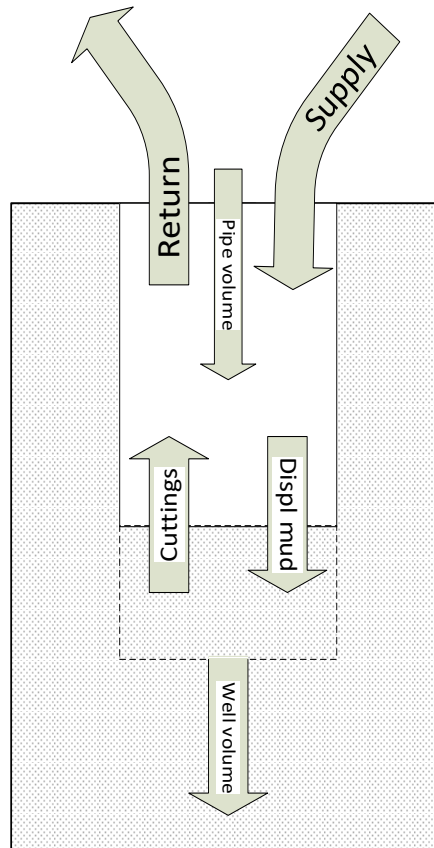 Return
Supply
Pipe volume
Cuttings
Displ mud
Well volume